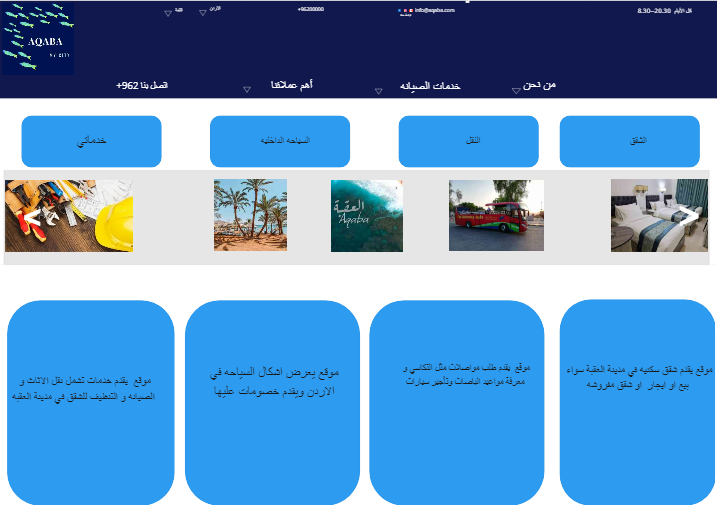 كل الأيام 8.30–20.30
info@aqaba.com
+96200000
الأردن
اللغة
AQABA
MY CITY
من نحن
خدمات الصيانه
أهم عملائنا
اتصل بنا 962+
الشقق
النقل
السياحه الداخليه
خدماتي
العقبة
Aqaba
موقع يقدم شقق سكنيه في مدينة العقبة سواء
بيع او ايجار او شقق مفروشه
موقع يقدم طلب مواصلات مثل التكاسي و
معرفة مواعيد الباصات وتأجير سيارات
موقع يعرض اشكال السياحه في
الاردن ويقدم خصومات عليها
موقع يقدم خدمات تشمل نقل الاثاث و
الصيانه و التنظيف للشقق في مدينة العقبه